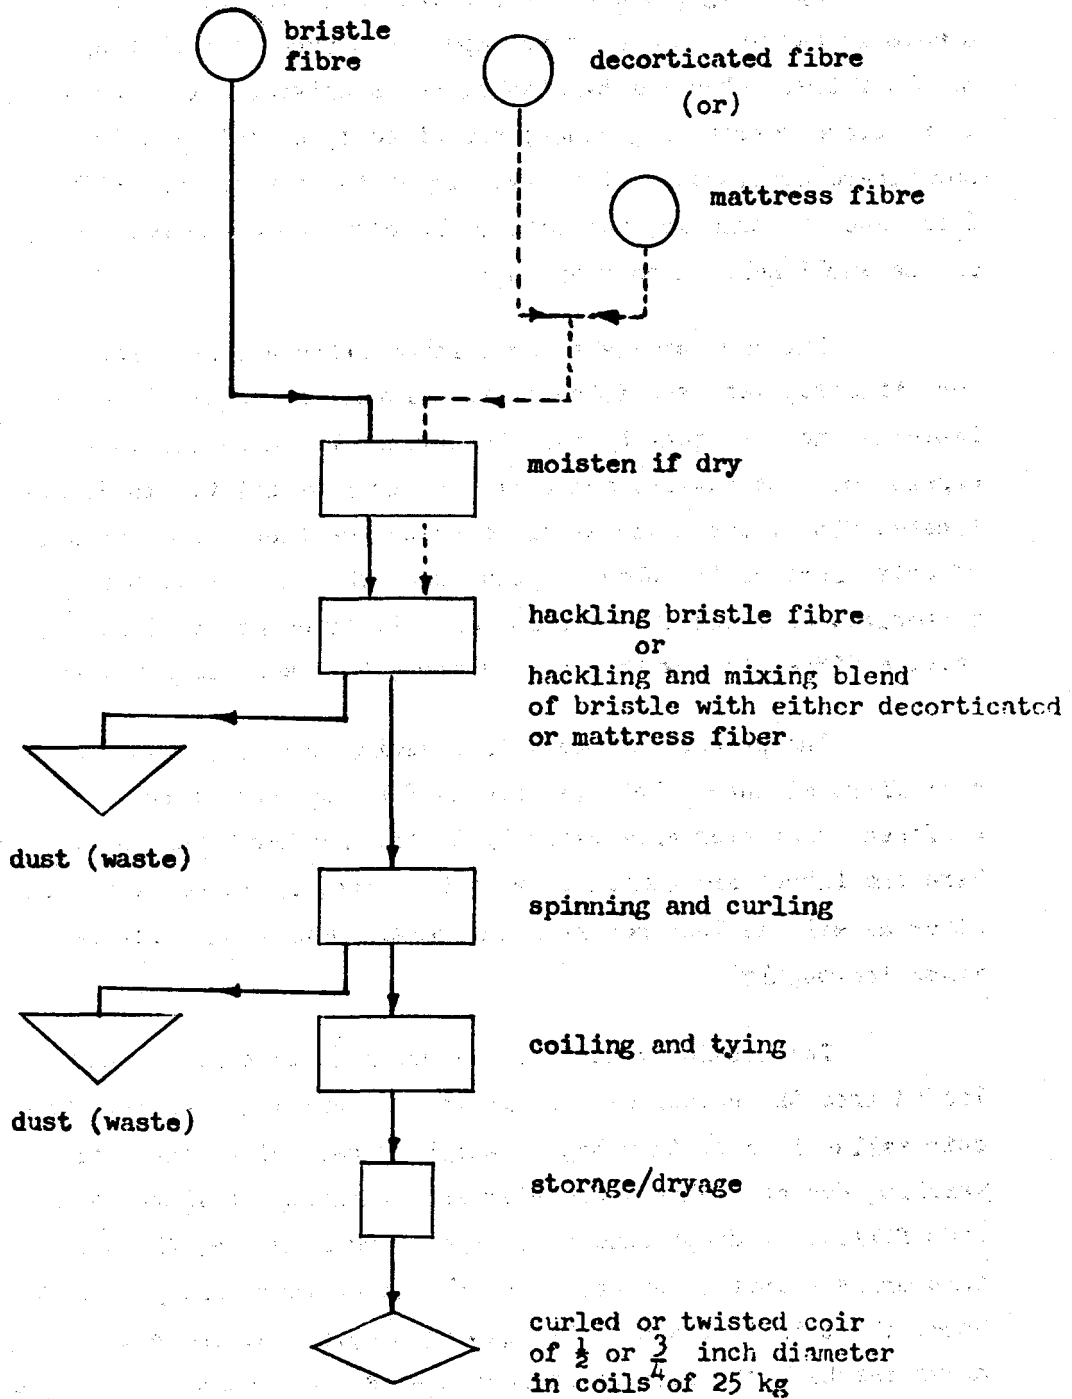 bristle
fibre
decorticated fibre
(or)
mattress fibre
moisten if dry
hackling bristle fibre
or
hackling and mixing blend
of bristle with either decorticated
or mattress fiber
dust (waste)
spinning and curling
coiling and tying
dust (waste)
storage/dryage
curled or twisted coir
of ½ or 3/4 inch diameter
in coils of 25 kg